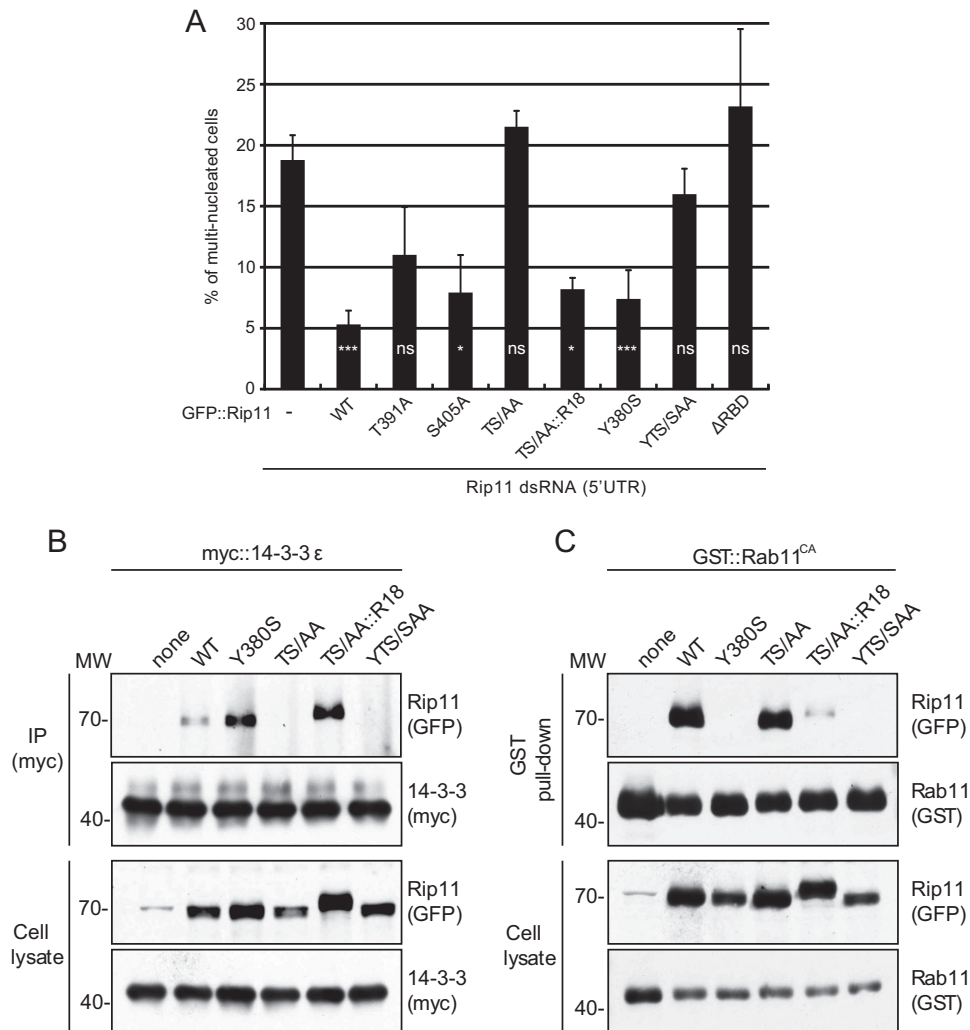 A
30
25
20
15
10
5
0
% of multi-nucleated cells
*** ns * ns * *** ns ns
GFP::Rip11 - WT T391A S405A TS/AA TS/AA::R18 Y380S YTS/SAA ΔRBD
Rip11 dsRNA (5'UTR)
B
myc::14-3-3 ε
MW none WT Y380S TS/AA TS/AA::R18 YTS/SAA
IP
(myc)
70-
Rip11
(GFP)
40-
14-3-3
(myc)
Cell
lysate
70-
Rip11
(GFP)
40-
14-3-3
(myc)
C
GST::Rab11CA
MW none WT Y380S TS/AA TS/AA::R18 YTS/SAA
GST
pull-down
70-
Rip11
(GFP)
40-
Rab11
(GST)
Cell
lysate
70-
Rip11
(GFP)
40-
Rab11
(GST)